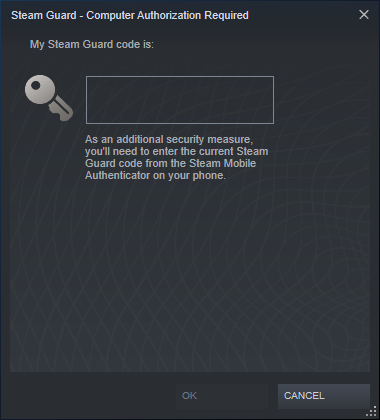 Steam Guard - Computer Authorization Required
My Steam Guard code is:
As an additional security measure,
you'll need to enter the current Steam
Guard code from the Steam Mobile
Authenticator on your phone.
OK
CANCEL